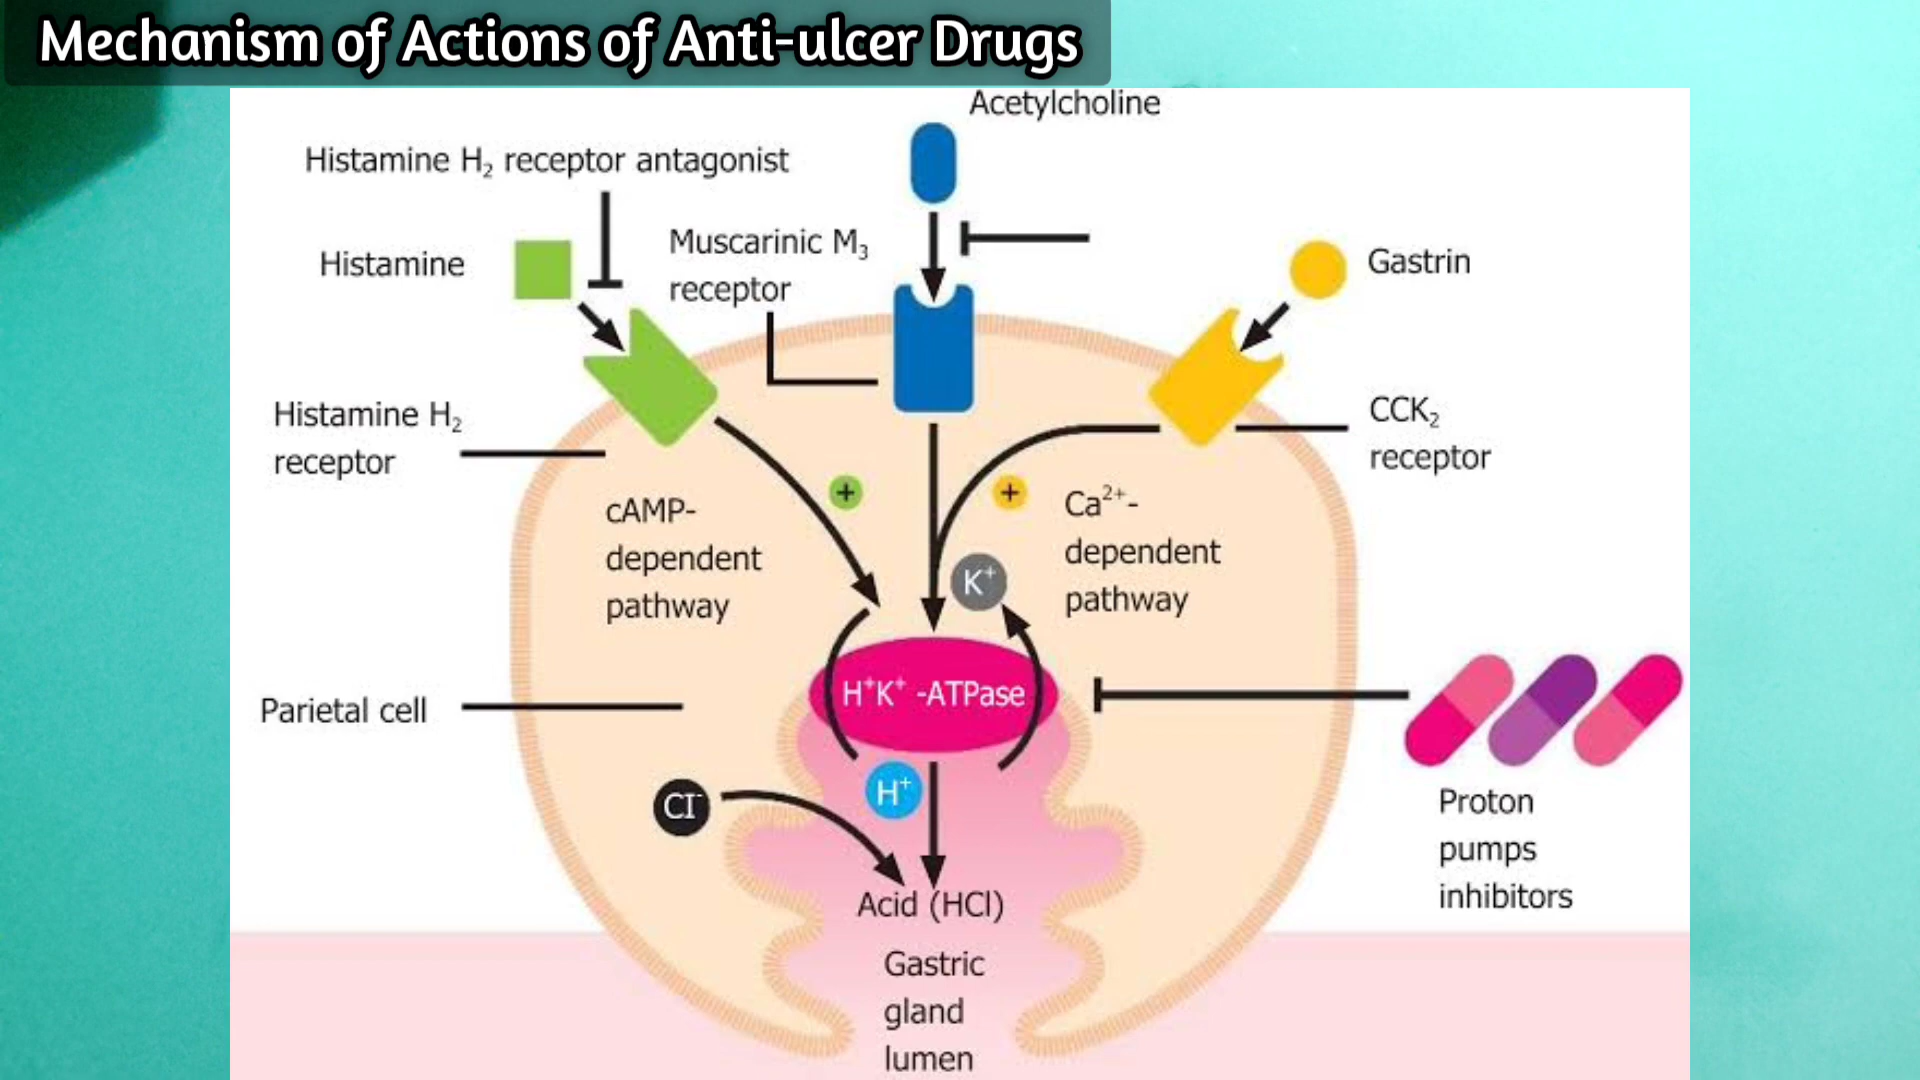 Mechanism of Actions of Anti-ulcer Drugs
Acetylcholine
Histamine H₂ receptor antagonist
Muscarinic M₃
receptor
Histamine
Gastrin
Histamine H₂
receptor
CCK₂
receptor
+
+
cAMP-
dependent
pathway
Ca²⁺-
dependent
pathway
K⁺
H⁺K⁺ -ATPase
Parietal cell
Cl⁻
H⁺
Proton
pumps
inhibitors
Acid (HCl)
Gastric
gland
lumen